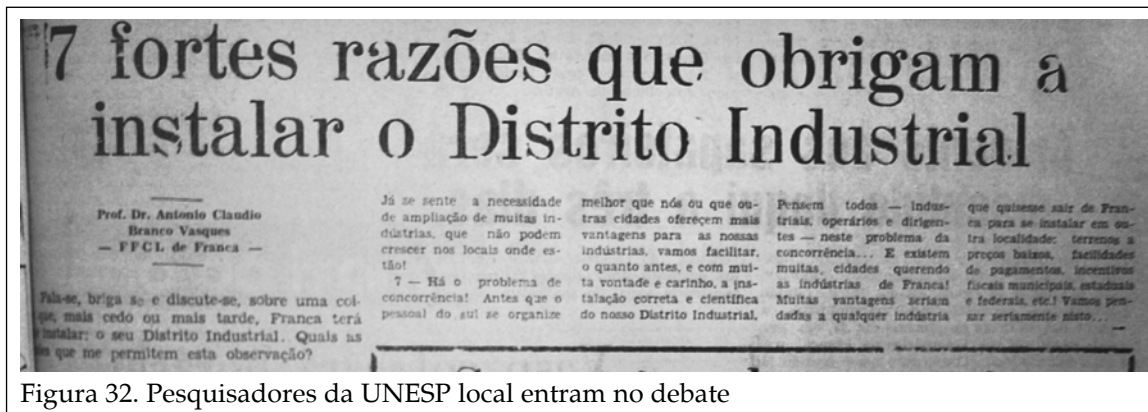 7 fortes razões que obrigam a
instalar o Distrito Industrial
Prof. Dr. Antonio Claudio
Branco Vasques
— FFCL de Franca —
Fala-se, briga se e discute-se, sobre uma coi-
que, mais cedo ou mais tarde, Franca terá
instalar: o seu Distrito Industrial. Quais as
que me permitem esta observação?
Já se sente a necessidade
de ampliação de muitas in-
dústrias, que não podem
crescer nos locais onde es-
tão!
7 — Há o problema de
concorrência! Antes que o
pessoal do sul se organize
melhor que nós ou que ou-
tras cidades ofereçem mais
vantagens para as nossas
indústrias, vamos facilitar,
o quanto antes, e com mui-
ta vontade e carinho, a ins-
talação correta e científica
do nosso Distrito Industrial.
Pensem todos — indus-
triais, operários e dirigen-
tes — neste problema da
concorrência... E existem
muitas, cidades querendo
as indústrias de Franca!
Muitas vantagens seriam
dadas a qualquer indústria
que quisesse sair de Fran-
ca para se instalar em ou-
tra localidade: terrenos a
preços baixos, facilidades
de pagamentos, incentivos
fiscais municipais, estaduais
e federais, etc.! Vamos pen-
sar seriamente nisto...
Figura 32. Pesquisadores da UNESP local entram no debate